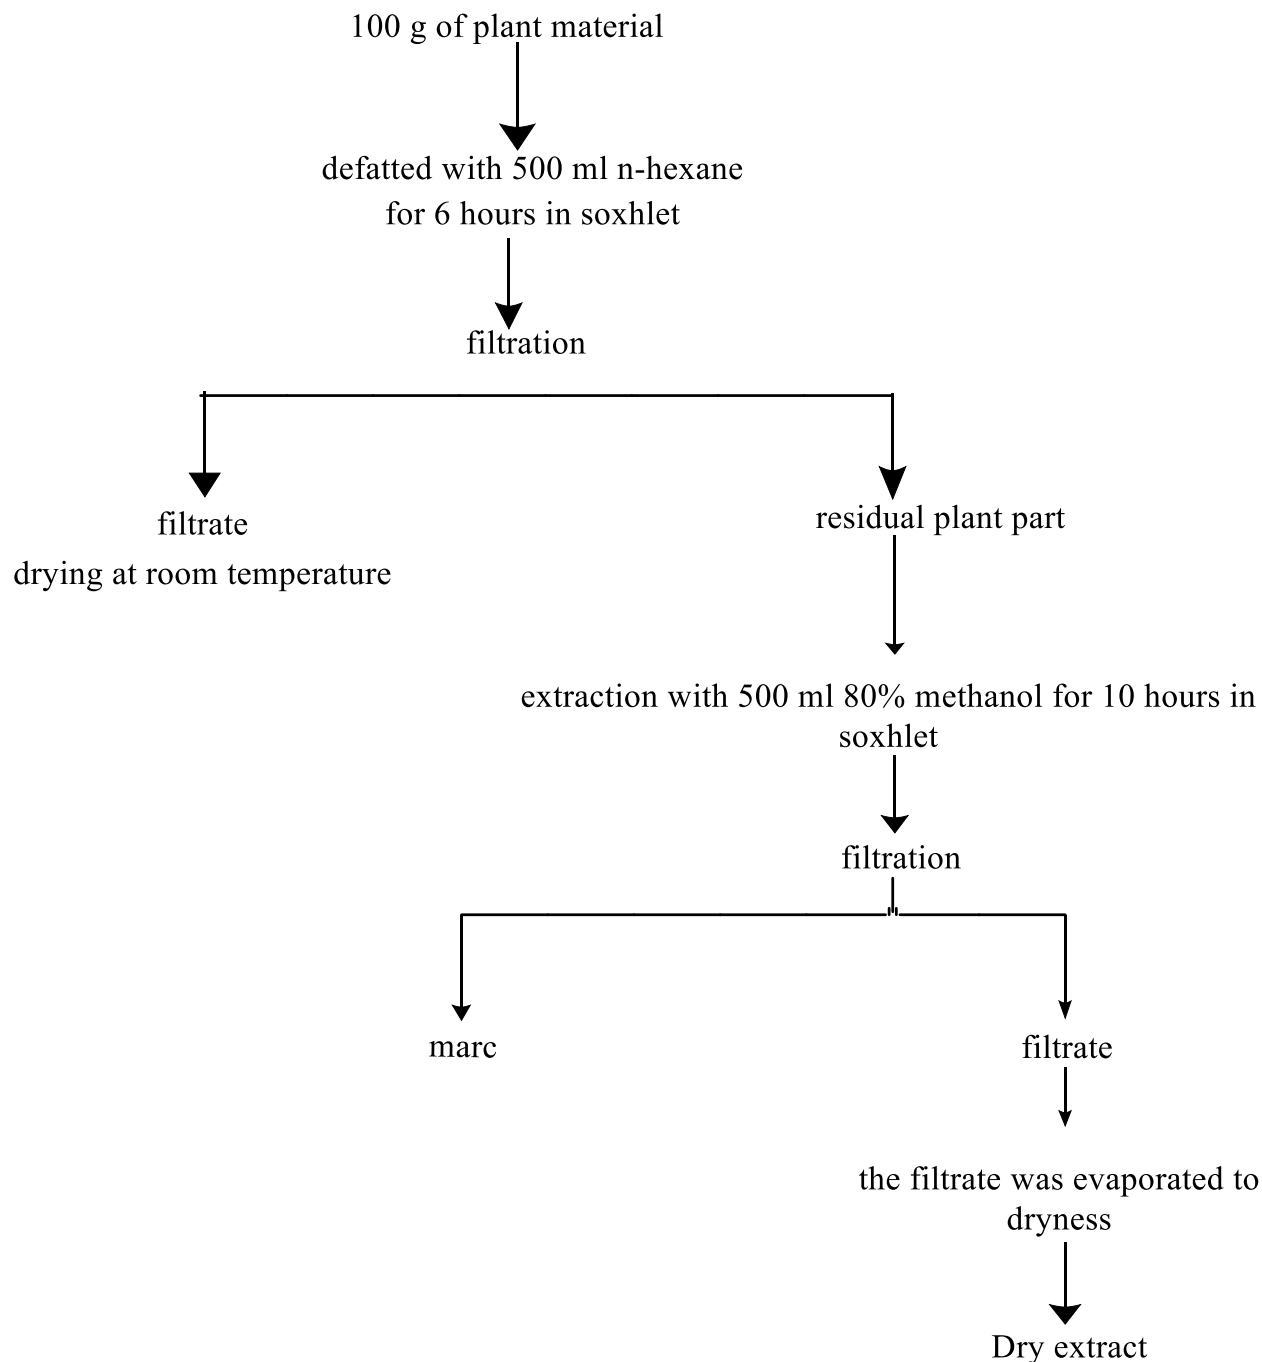 100 g of plant material
defatted with 500 ml n-hexane
for 6 hours in soxhlet
filtration
filtrate
drying at room temperature
residual plant part
extraction with 500 ml 80% methanol for 10 hours in
soxhlet
filtration
marc
filtrate
the filtrate was evaporated to
dryness
Dry extract